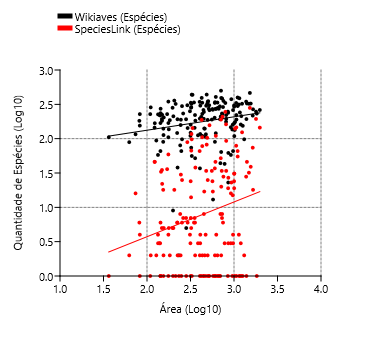 Wikiaves (Espécies)
SpeciesLink (Espécies)
Quantidade de Espécies (Log10)
3.0
2.5
2.0
1.5
1.0
0.5
0.0
1.0 1.5 2.0 2.5 3.0 3.5 4.0
Área (Log10)